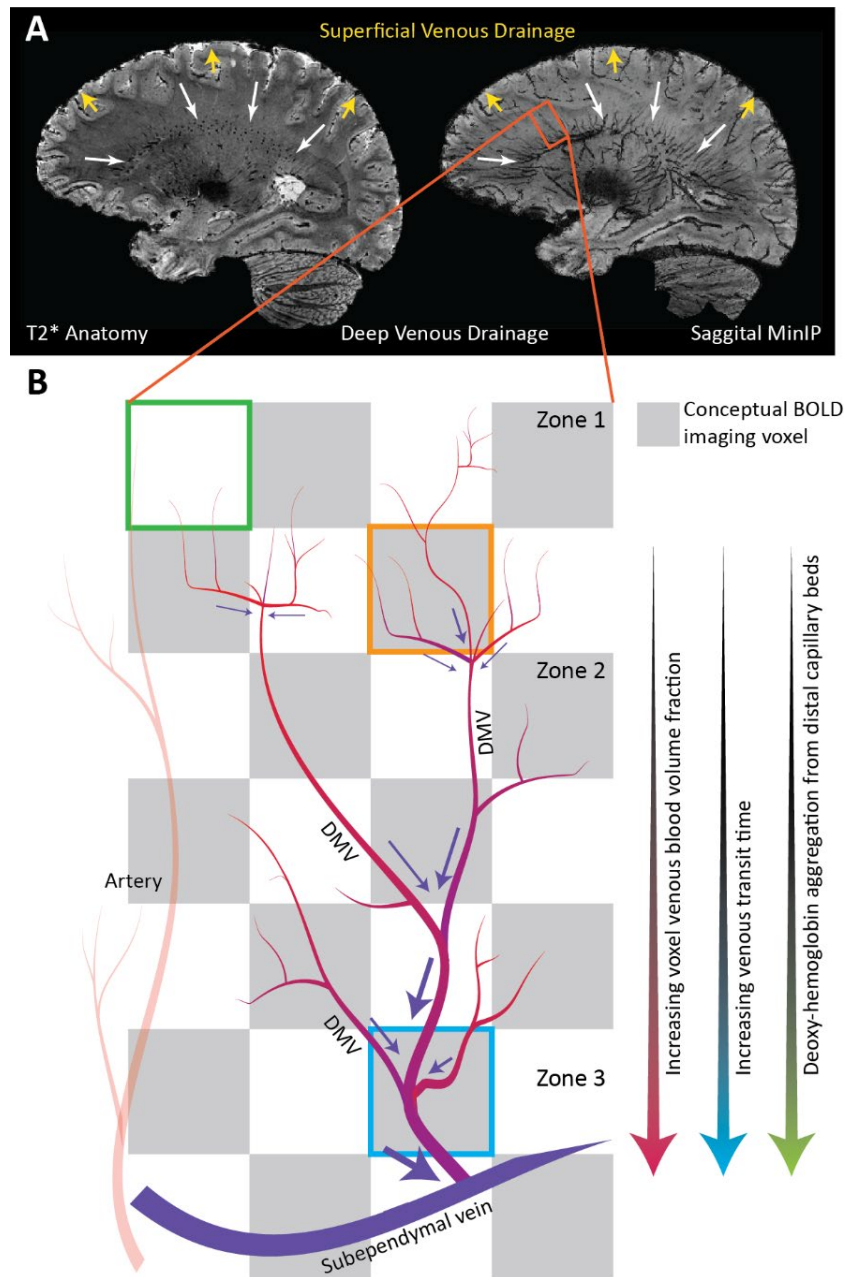 A
Superficial Venous Drainage
T2* Anatomy
Deep Venous Drainage
Saggital MinIP
B
Zone 1
Conceptual BOLD
imaging voxel
Zone 2
DMV
DMV
Artery
DMV
Zone 3
Subependymal vein
Increasing voxel venous blood volume fraction
Increasing venous transit time
Deoxy-hemoglobin aggregation from distal capillary beds